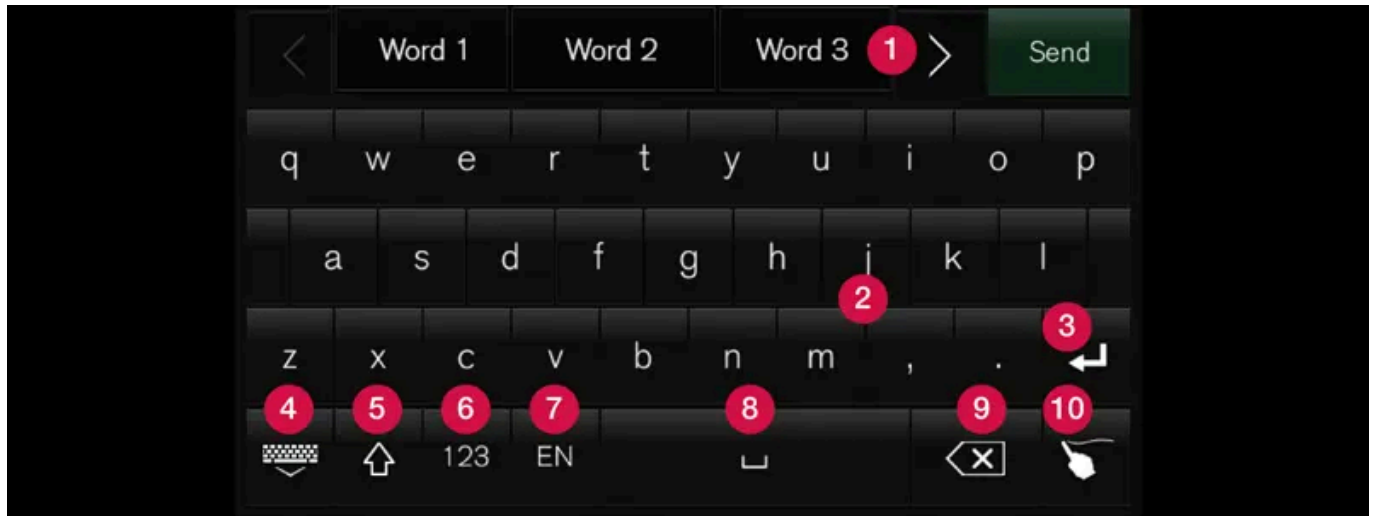 Word 1 Word 2 Word 3 1 Send
q w e r t y u i o p
a s d f g h j k l
2
3
z x c v b n m , .
4 5 6 7 8 9 10
123 EN